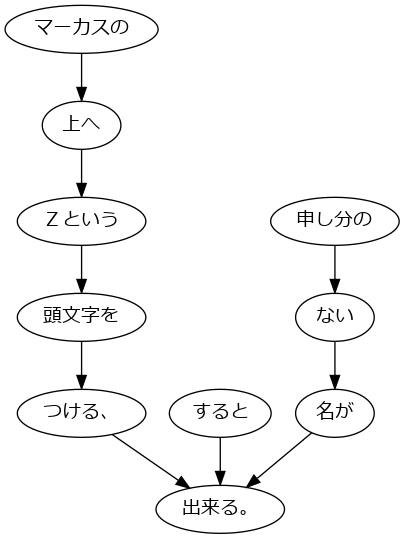 マーカスの
上へ
Zという
申し分の
頭文字を
ない
つける、
すると
名が
出来る。